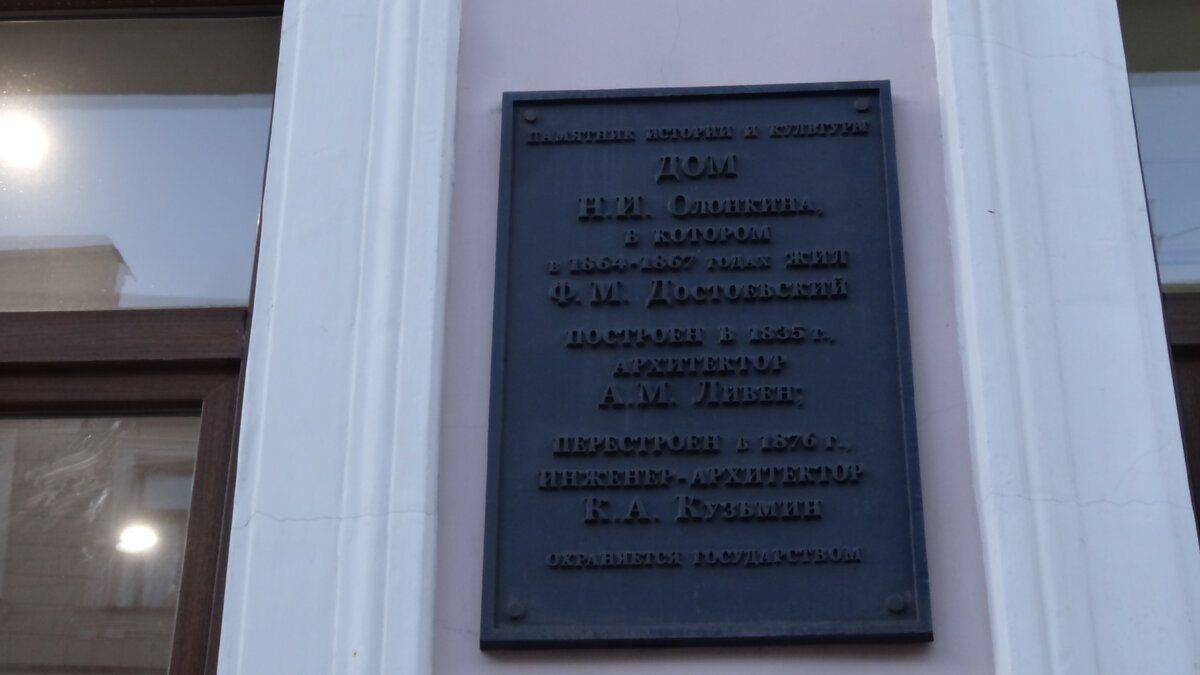 ПАМЯТНИК ИСТОРИИ И КУЛЬТУРЫ
ДОМ
Н.И. Олонкина,
в котором
в 1864-1867 годах жил
Ф.М. Достоевский
построен в 1835 г.,
архитектор
А.М. Ливен;
перестроен в 1876 г.,
инженер-архитектор
К.А. Кузьмин
охраняется государством